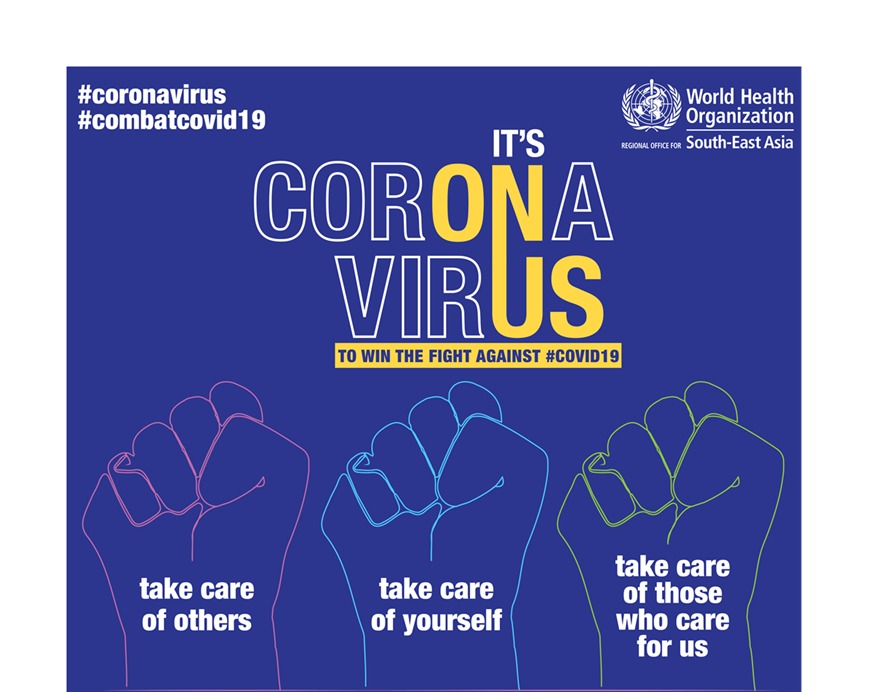 #coronavirus
#combatcovid19
World Health
Organization
REGIONAL OFFICE FOR South-East Asia
IT'S
CORONA
VIRUS
TO WIN THE FIGHT AGAINST #COVID19
take care
of others
take care
of yourself
take care
of those
who care
for us